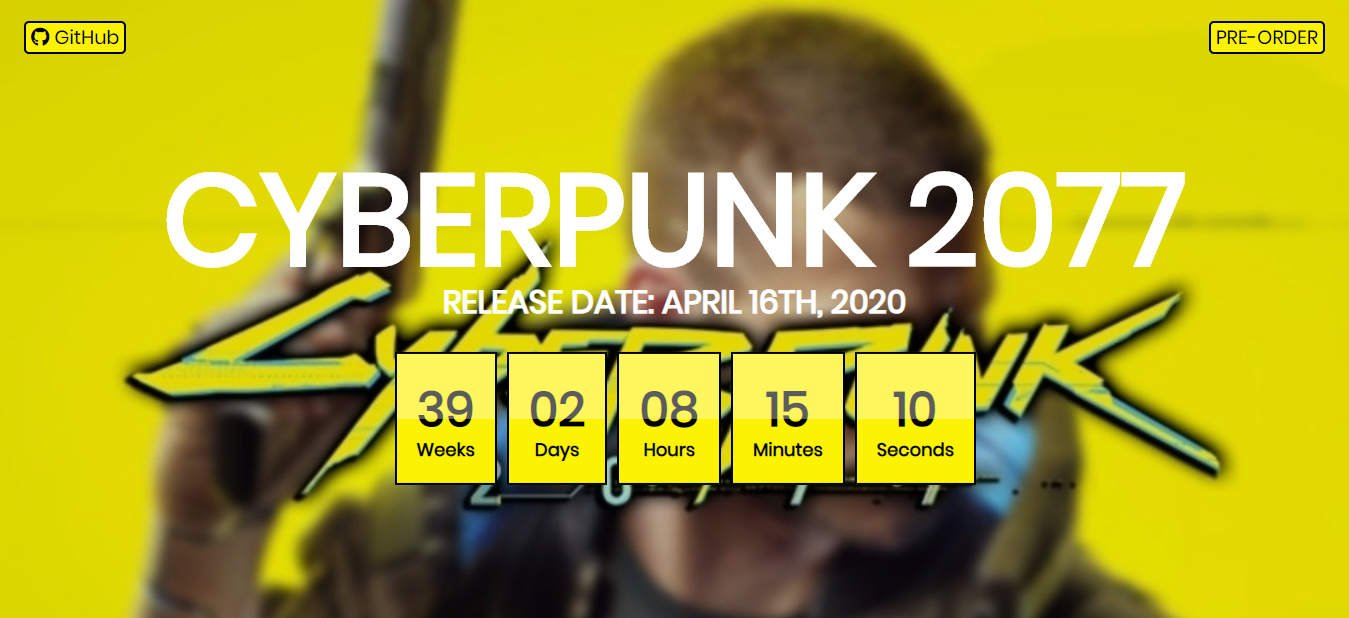 GitHub
PRE-ORDER
CYBERPUNK 2077
RELEASE DATE: APRIL 16TH, 2020
CYBERPUNK
39 02 08 15 10
Weeks Days Hours Minutes Seconds